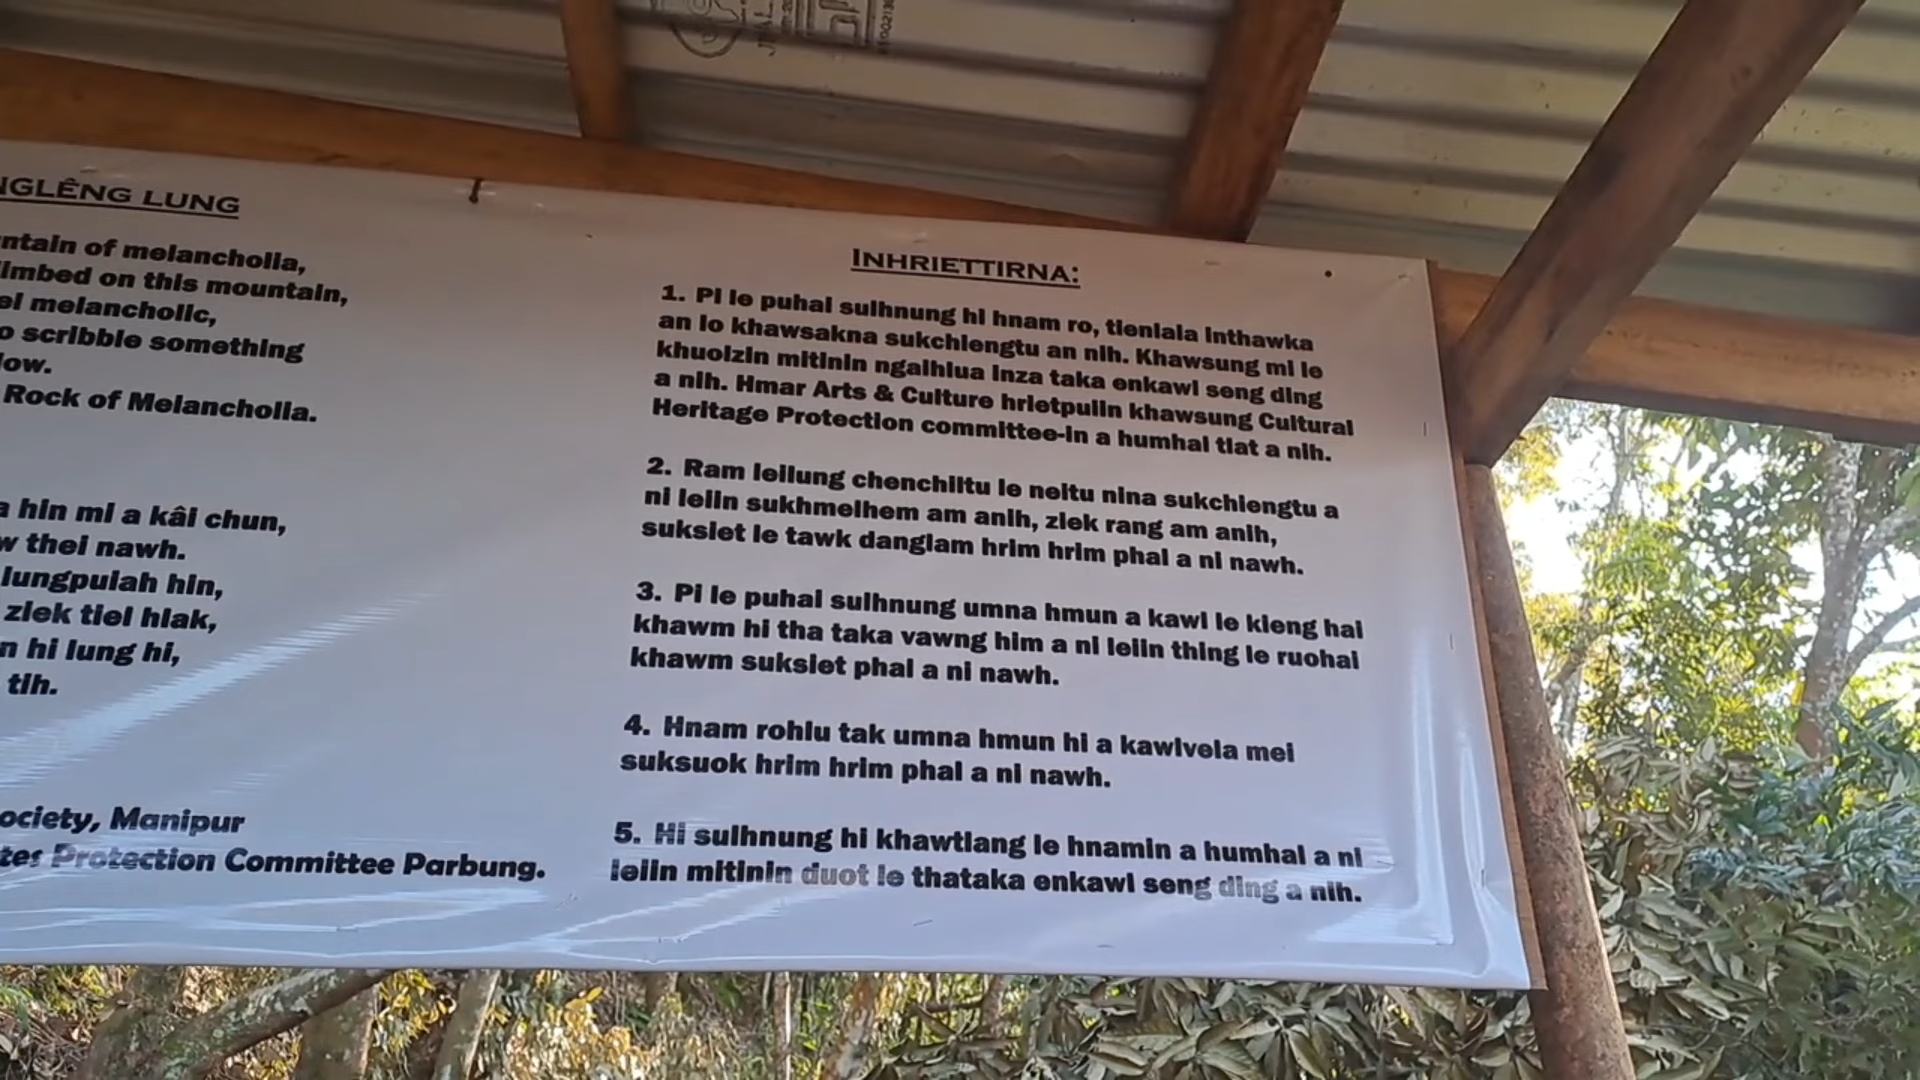 NGLÊNG LUNG
ntain of melancholia,
limbed on this mountain,
el melancholic,
o scribble something
low.
Rock of Melancholia.
a hin mi a kâi chun,
w thei nawh.
lungpuiah hin,
ziek tiel hlak,
n hi lung hi,
tih.
ociety, Manipur
tes Protection Committee Parbung.
INHRIETTIRNA:
1. Pi le puhai sulhnung hi hnam ro, tienlala inthawka
an lo khawsakna sukchiengtu an nih. Khawsung mi le
khuolzin mitinin ngaihlua inza taka enkawl seng ding
a nih. Hmar Arts & Culture hrietpuiin khawsung Cultural
Heritage Protection committee-in a humhal tlat a nih.
2. Ram leilung chenchiltu le neitu nina sukchiengtu a
ni leiin sukhmelhem am anih, ziek rang am anih,
suksiet le tawk danglam hrim hrim phal a ni nawh.
3. Pi le puhai sulhnung umna hmun a kawl le kieng hai
khawm hi tha taka vawng him a ni leiin thing le ruohai
khawm suksiet phal a ni nawh.
4. Hnam rohlu tak umna hmun hi a kawlvela mei
suksuok hrim hrim phal a ni nawh.
5. Hi sulhnung hi khawtlang le hnamin a humhal a ni
leiin mitinin duot le thataka enkawl seng ding a nih.